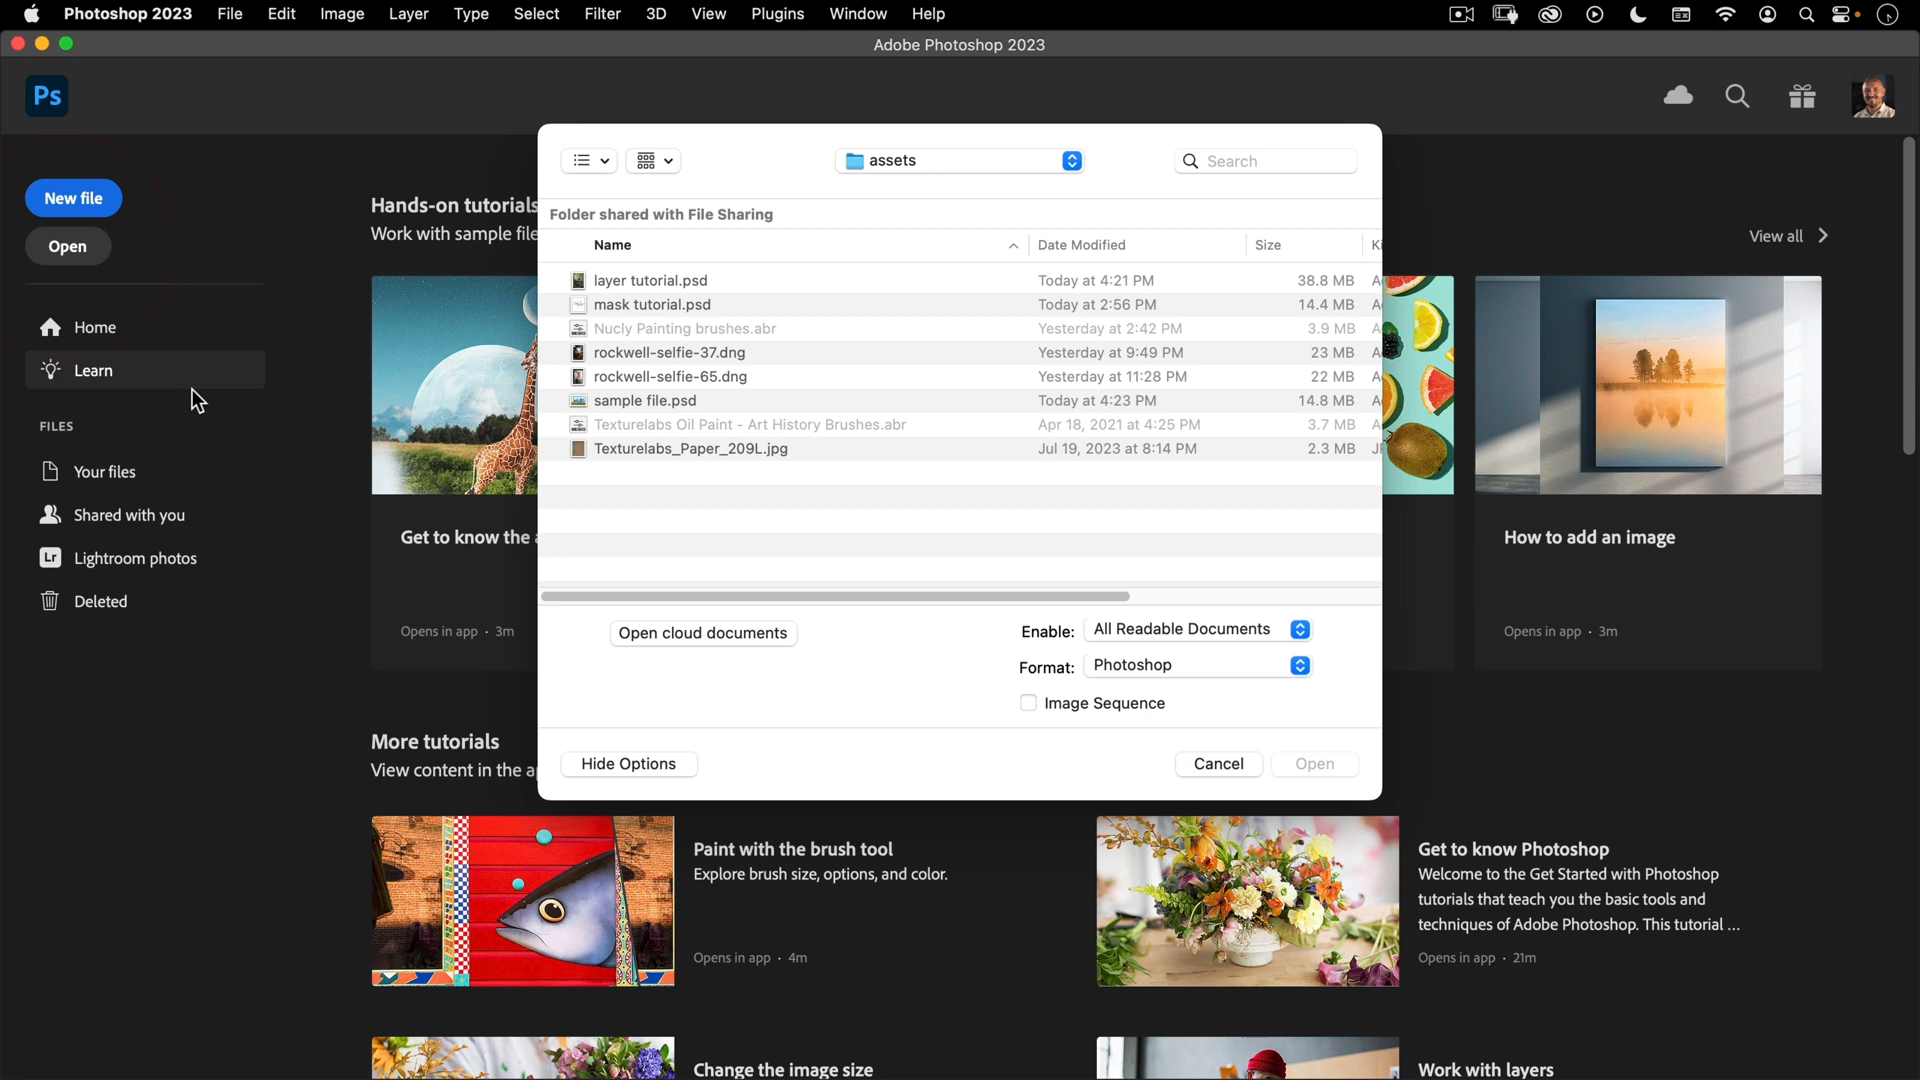 Photoshop 2023 File Edit Image Layer Type Select Filter 3D View Plugins Window Help
Adobe Photoshop 2023
Ps
New file
Open
Home
Learn
FILES
Your files
Shared with you
Lr Lightroom photos
Deleted
Hands-on tutorials
Work with sample file
View all
assets
Search
Folder shared with File Sharing
Name Date Modified Size Ki
layer tutorial.psd Today at 4:21 PM 38.8 MB A
mask tutorial.psd Today at 2:56 PM 14.4 MB A
Nucly Painting brushes.abr Yesterday at 2:42 PM 3.9 MB A
rockwell-selfie-37.dng Yesterday at 9:49 PM 23 MB A
rockwell-selfie-65.dng Yesterday at 11:28 PM 22 MB A
sample file.psd Today at 4:23 PM 14.8 MB A
Texturelabs Oil Paint - Art History Brushes.abr Apr 18, 2021 at 4:25 PM 3.7 MB A
Texturelabs_Paper_209L.jpg Jul 19, 2023 at 8:14 PM 2.3 MB
Open cloud documents
Enable: All Readable Documents
Format: Photoshop
Image Sequence
Hide Options
Cancel Open
Get to know the
Opens in app · 3m
How to add an image
Opens in app · 3m
More tutorials
View content in the
Paint with the brush tool
Explore brush size, options, and color.
Opens in app · 4m
Get to know Photoshop
Welcome to the Get Started with Photoshop
tutorials that teach you the basic tools and
techniques of Adobe Photoshop. This tutorial ...
Opens in app · 21m
Change the image size
Work with layers